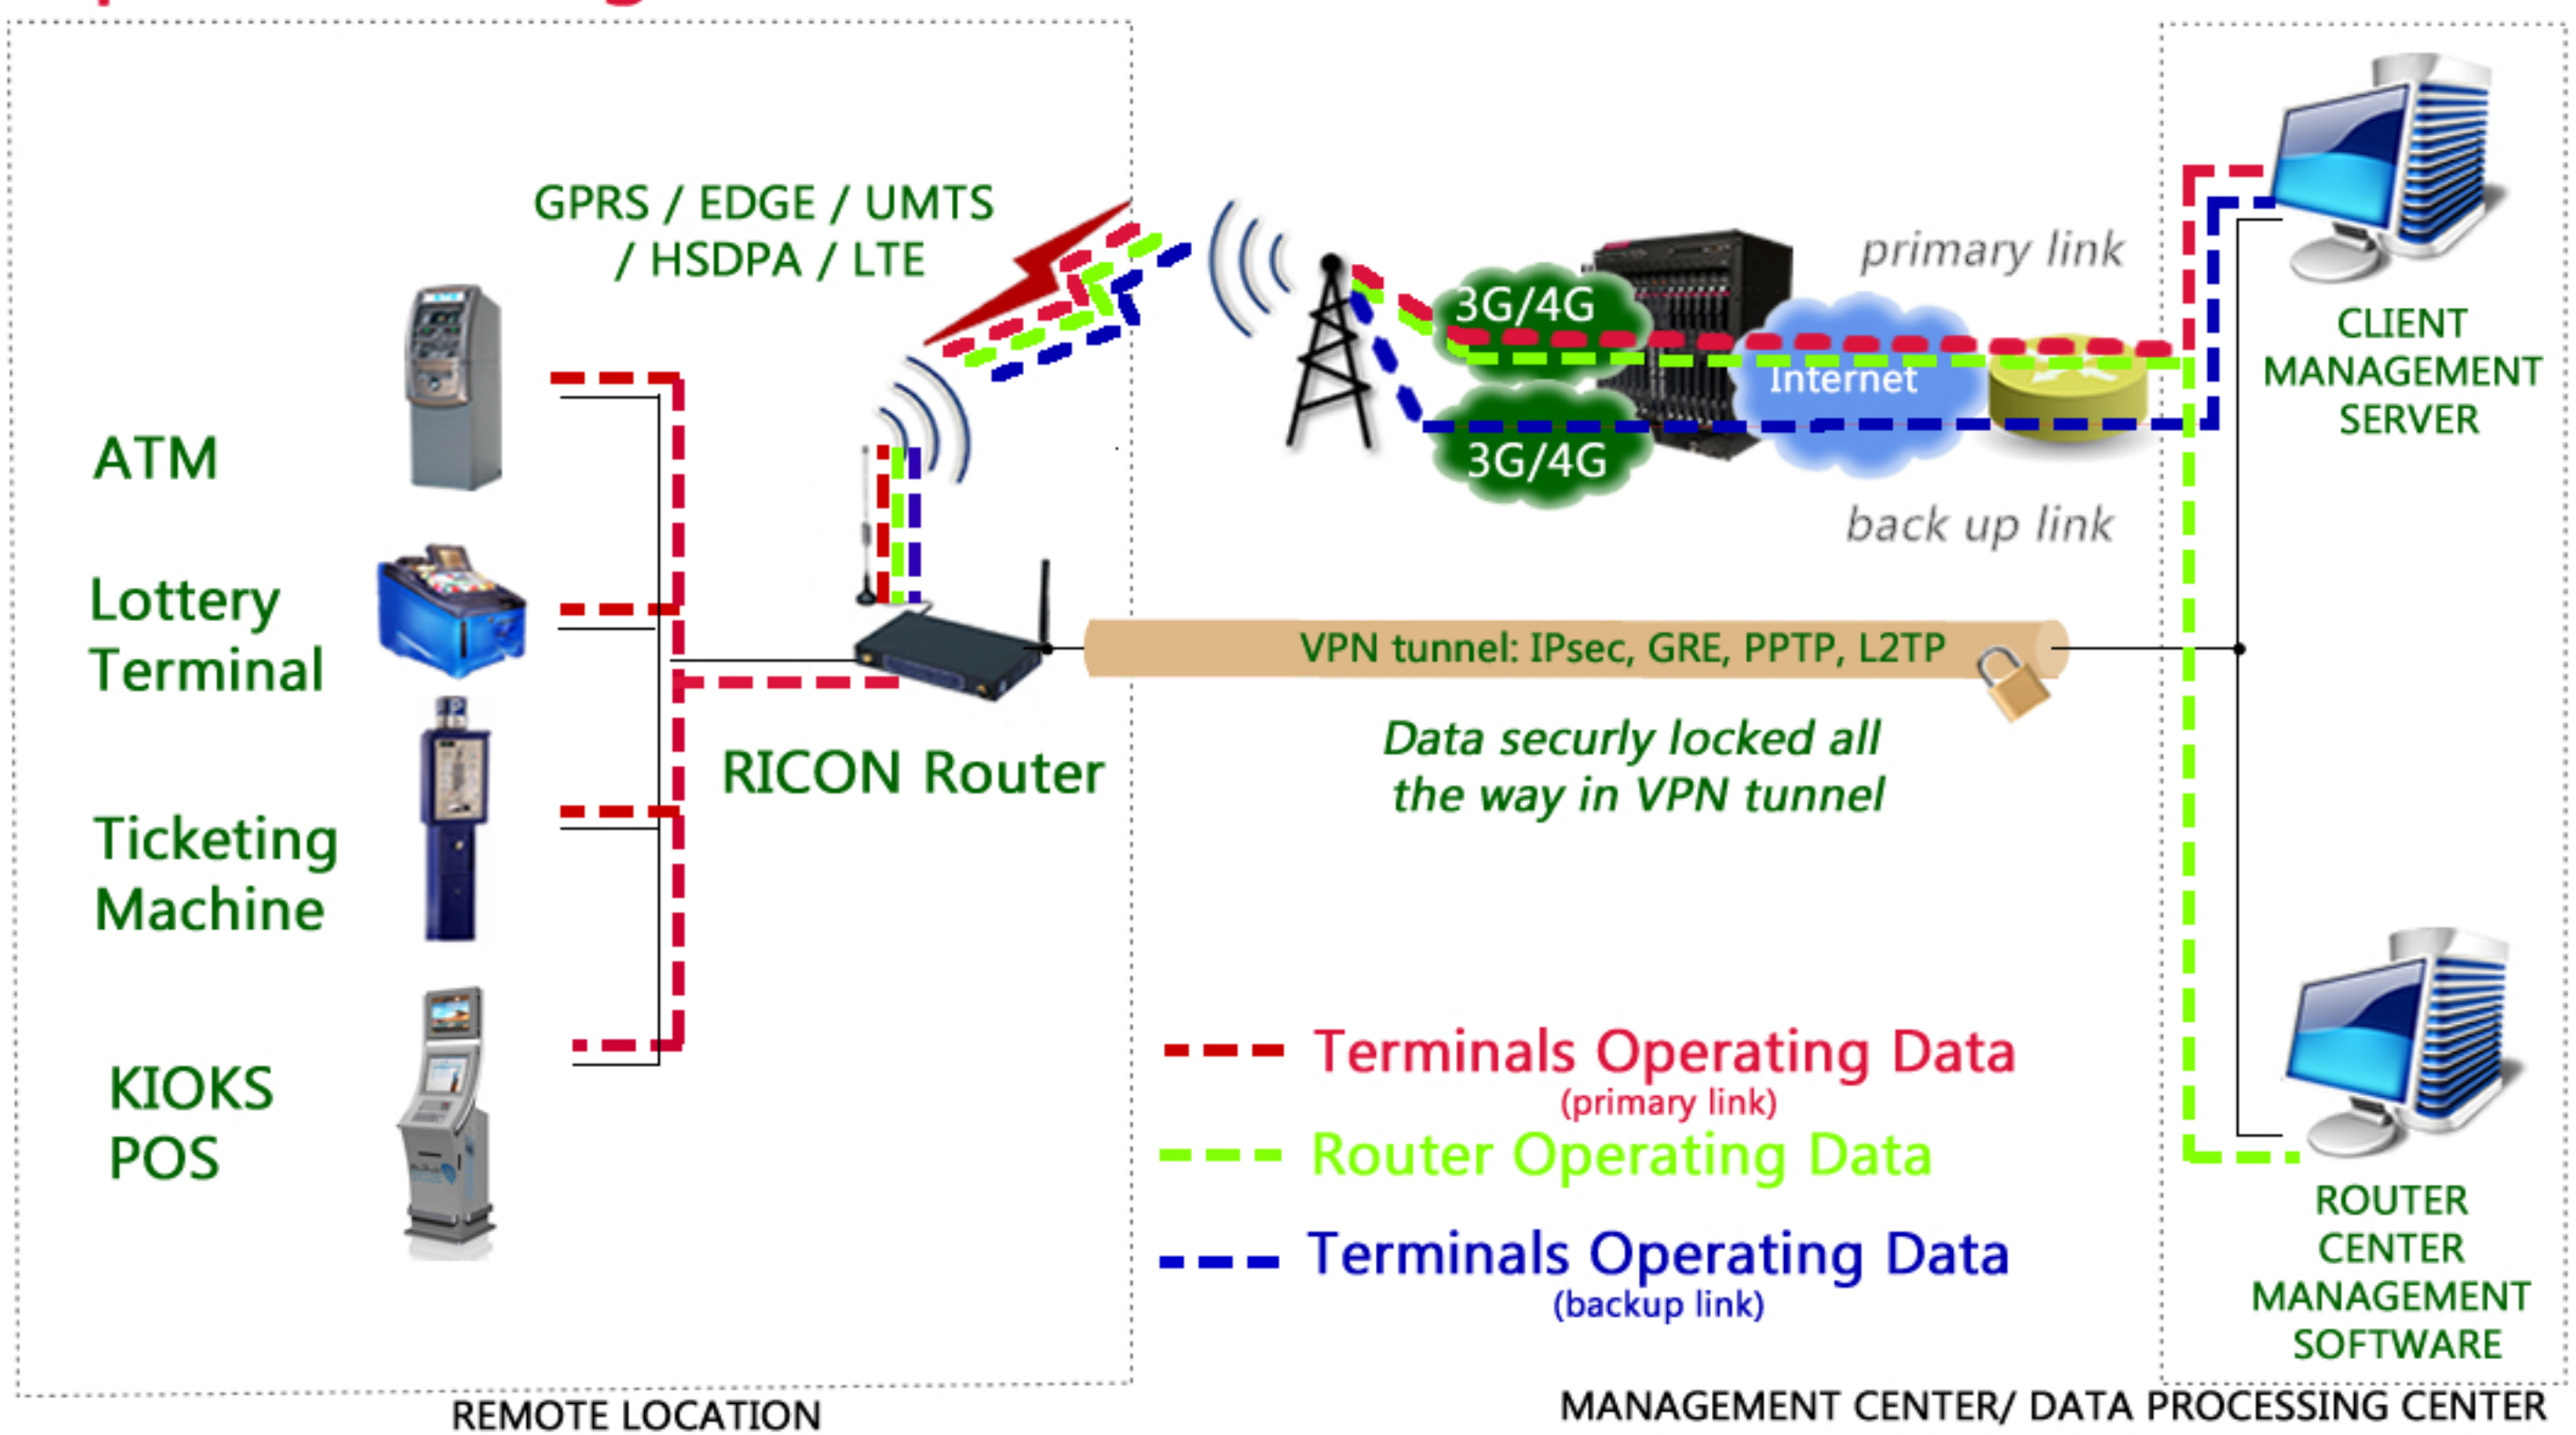 GPRS / EDGE / UMTS
/ HSDPA / LTE
ATM
Lottery
Terminal
Ticketing
Machine
KIOKS
POS
RICON Router
3G/4G
3G/4G
Internet
primary link
back up link
VPN tunnel: IPsec, GRE, PPTP, L2TP
Data securly locked all
the way in VPN tunnel
CLIENT
MANAGEMENT
SERVER
Terminals Operating Data
(primary link)
Router Operating Data
Terminals Operating Data
(backup link)
ROUTER
CENTER
MANAGEMENT
SOFTWARE
REMOTE LOCATION
MANAGEMENT CENTER/ DATA PROCESSING CENTER